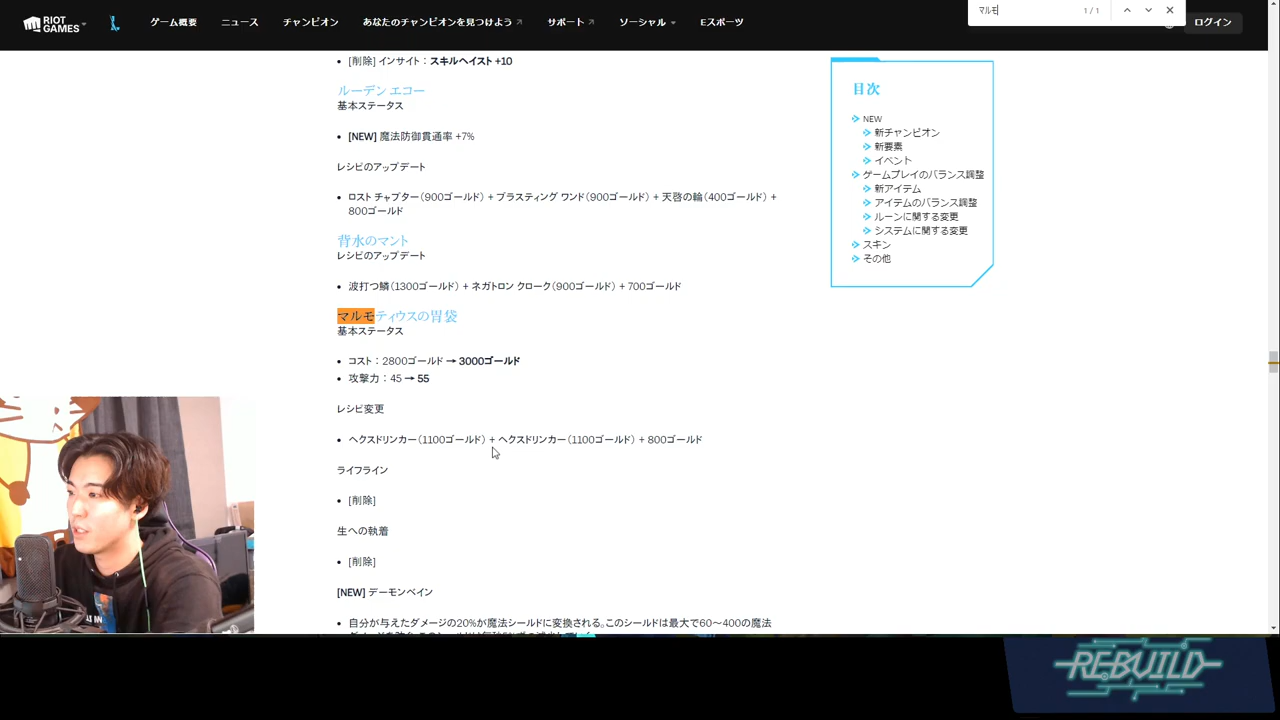 RIOT GAMES
ゲーム概要
ニュース
チャンピオン
あなたのチャンピオンを見つけよう
サポート
ソーシャル
Eスポーツ
マルモ
1 / 1
ログイン
[削除] インサイト：スキルヘイスト +10
ルーデン エコー
基本ステータス
[NEW] 魔法防御貫通率 +7%
レシピのアップデート
ロスト チャプター（900ゴールド） + ブラスティング ワンド（900ゴールド） + 天啓の輪（400ゴールド） +
800ゴールド
背水のマント
レシピのアップデート
波打つ鱗（1300ゴールド） + ネガトロン クローク（900ゴールド） + 700ゴールド
マルモティウスの胃袋
基本ステータス
コスト：2800ゴールド → 3000ゴールド
攻撃力：45 → 55
レシピ変更
ヘクスドリンカー（1100ゴールド） + ヘクスドリンカー（1100ゴールド） + 800ゴールド
ライフライン
[削除]
生への執着
[削除]
[NEW] デーモンベイン
自分が与えたダメージの20%が魔法シールドに変換される。このシールドは最大で60～400の魔法
目次
NEW
新チャンピオン
新要素
イベント
ゲームプレイのバランス調整
新アイテム
アイテムのバランス調整
ルーンに関する変更
システムに関する変更
スキン
その他
RE:BUILD